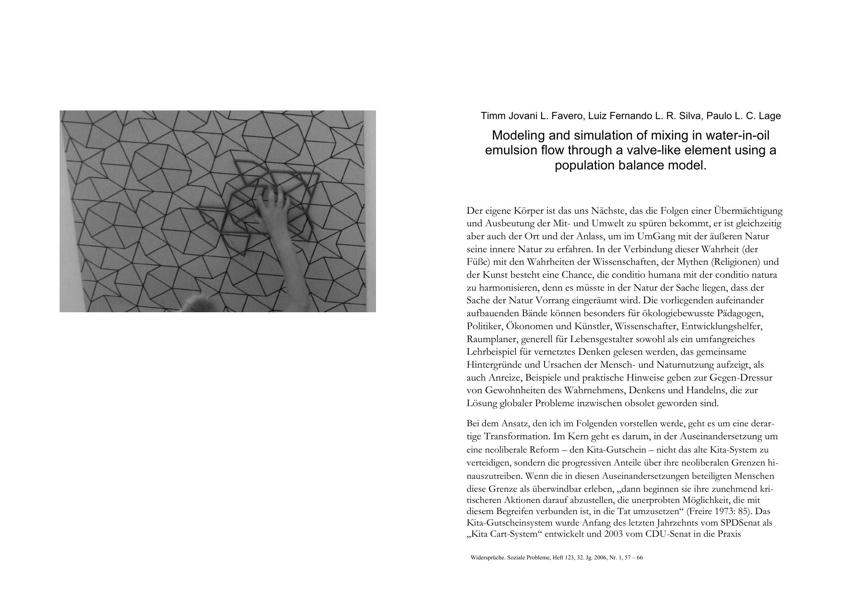 Timm Jovani L. Favero, Luiz Fernando L. R. Silva, Paulo L. C. Lage
Modeling and simulation of mixing in water-in-oil
emulsion flow through a valve-like element using a
population balance model.
Der eigene Körper ist das uns Nächste, das die Folgen einer Übermächtigung
und Ausbeutung der Mit- und Umwelt zu spüren bekommt, er ist gleichzeitig
aber auch der Ort und der Anlass, um im UmGang mit der äußeren Natur
seine innere Natur zu erfahren. In der Verbindung dieser Wahrheit (der
Füße) mit den Wahrheiten der Wissenschaften, der Mythen (Religionen) und
der Kunst besteht eine Chance, die conditio humana mit der conditio natura
zu harmonisieren, denn es müsste in der Natur der Sache liegen, dass der
Sache der Natur Vorrang eingeräumt wird. Die vorliegenden aufeinander
aufbauenden Bände können besonders für ökologiebewusste Pädagogen,
Politiker, Ökonomen und Künstler, Wissenschafter, Entwicklungshelfer,
Raumplaner, generell für Lebensgestalter sowohl als ein umfangreiches
Lehrbeispiel für vernetztes Denken gelesen werden, das gemeinsame
Hintergründe und Ursachen der Mensch- und Naturnutzung aufzeigt, als
auch Anreize, Beispiele und praktische Hinweise geben zur Gegen-Dressur
von Gewohnheiten des Wahrnehmens, Denkens und Handelns, die zur
Lösung globaler Probleme inzwischen obsolet geworden sind.
Bei dem Ansatz, den ich im Folgenden vorstellen werde, geht es um eine derar-
tige Transformation. Im Kern geht es darum, in der Auseinandersetzung um
eine neoliberale Reform – den Kita-Gutschein – nicht das alte Kita-System zu
verteidigen, sondern die progressiven Anteile über ihre neoliberalen Grenzen hi-
nauszutreiben. Wenn die in diesen Auseinandersetzungen beteiligten Menschen
diese Grenze als überwindbar erleben, „dann beginnen sie ihre zunehmend kri-
tischeren Aktionen darauf abzustellen, die unerprobten Möglichkeit, die mit
diesem Begreifen verbunden ist, in die Tat umzusetzen“ (Freire 1973: 85). Das
Kita-Gutscheinsystem wurde Anfang des letzten Jahrzehnts vom SPDSenat als
„Kita Cart-System“ entwickelt und 2003 vom CDU-Senat in die Praxis
Widersprüche. Soziale Probleme, Heft 123, 32. Jg. 2006, Nr. 1, 57 – 66